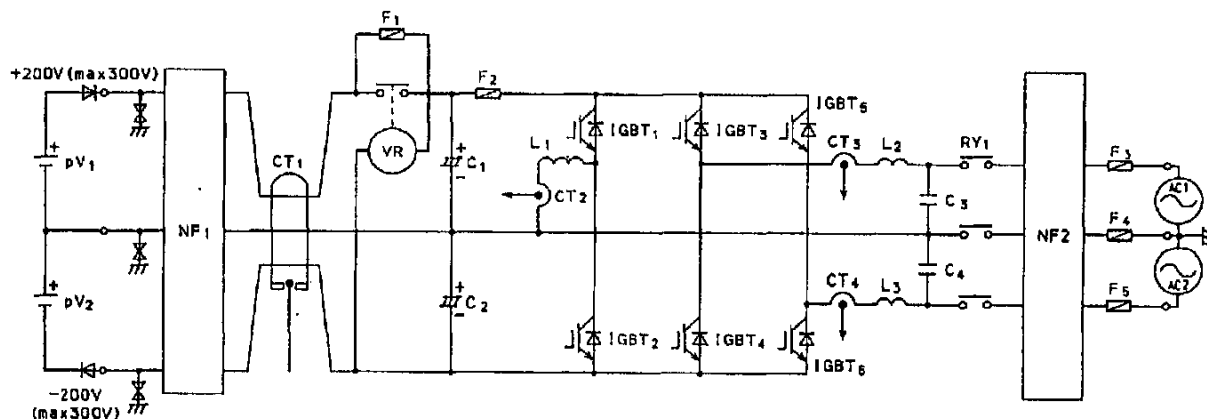 F1
+200V(max300V)
F2
IGBT5
IGBT1
IGBT3
L1
CT3
L2
RY1
F3
CT1
VR
C1
AC1
pV1
CT2
C3
NF1
F4
NF2
C4
AC2
pV2
C2
CT4
L3
F5
IGBT2
IGBT4
IGBT6
-200V
(max300V)